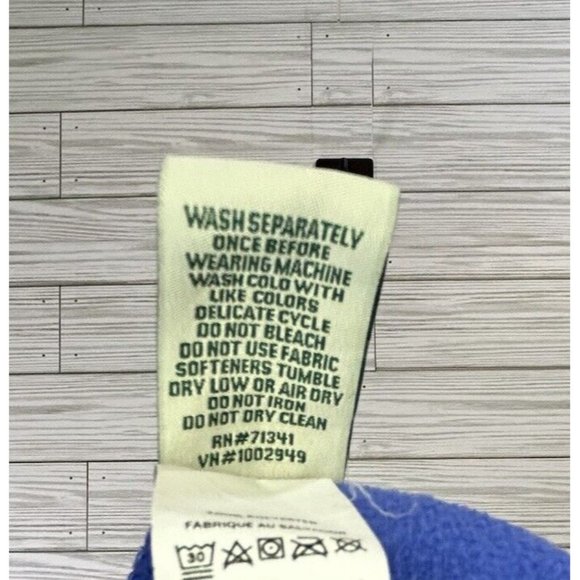 WASH SEPARATELY
ONCE BEFORE
WEARING MACHINE
WASH COLD WITH
LIKE COLORS
DELICATE CYCLE
DO NOT BLEACH
DO NOT USE FABRIC
SOFTENERS TUMBLE
DRY LOW OR AIR DRY
DO NOT IRON
DO NOT DRY CLEAN
RN#71341
VN#1002949
FABRIQUE AU SALVADOR
30